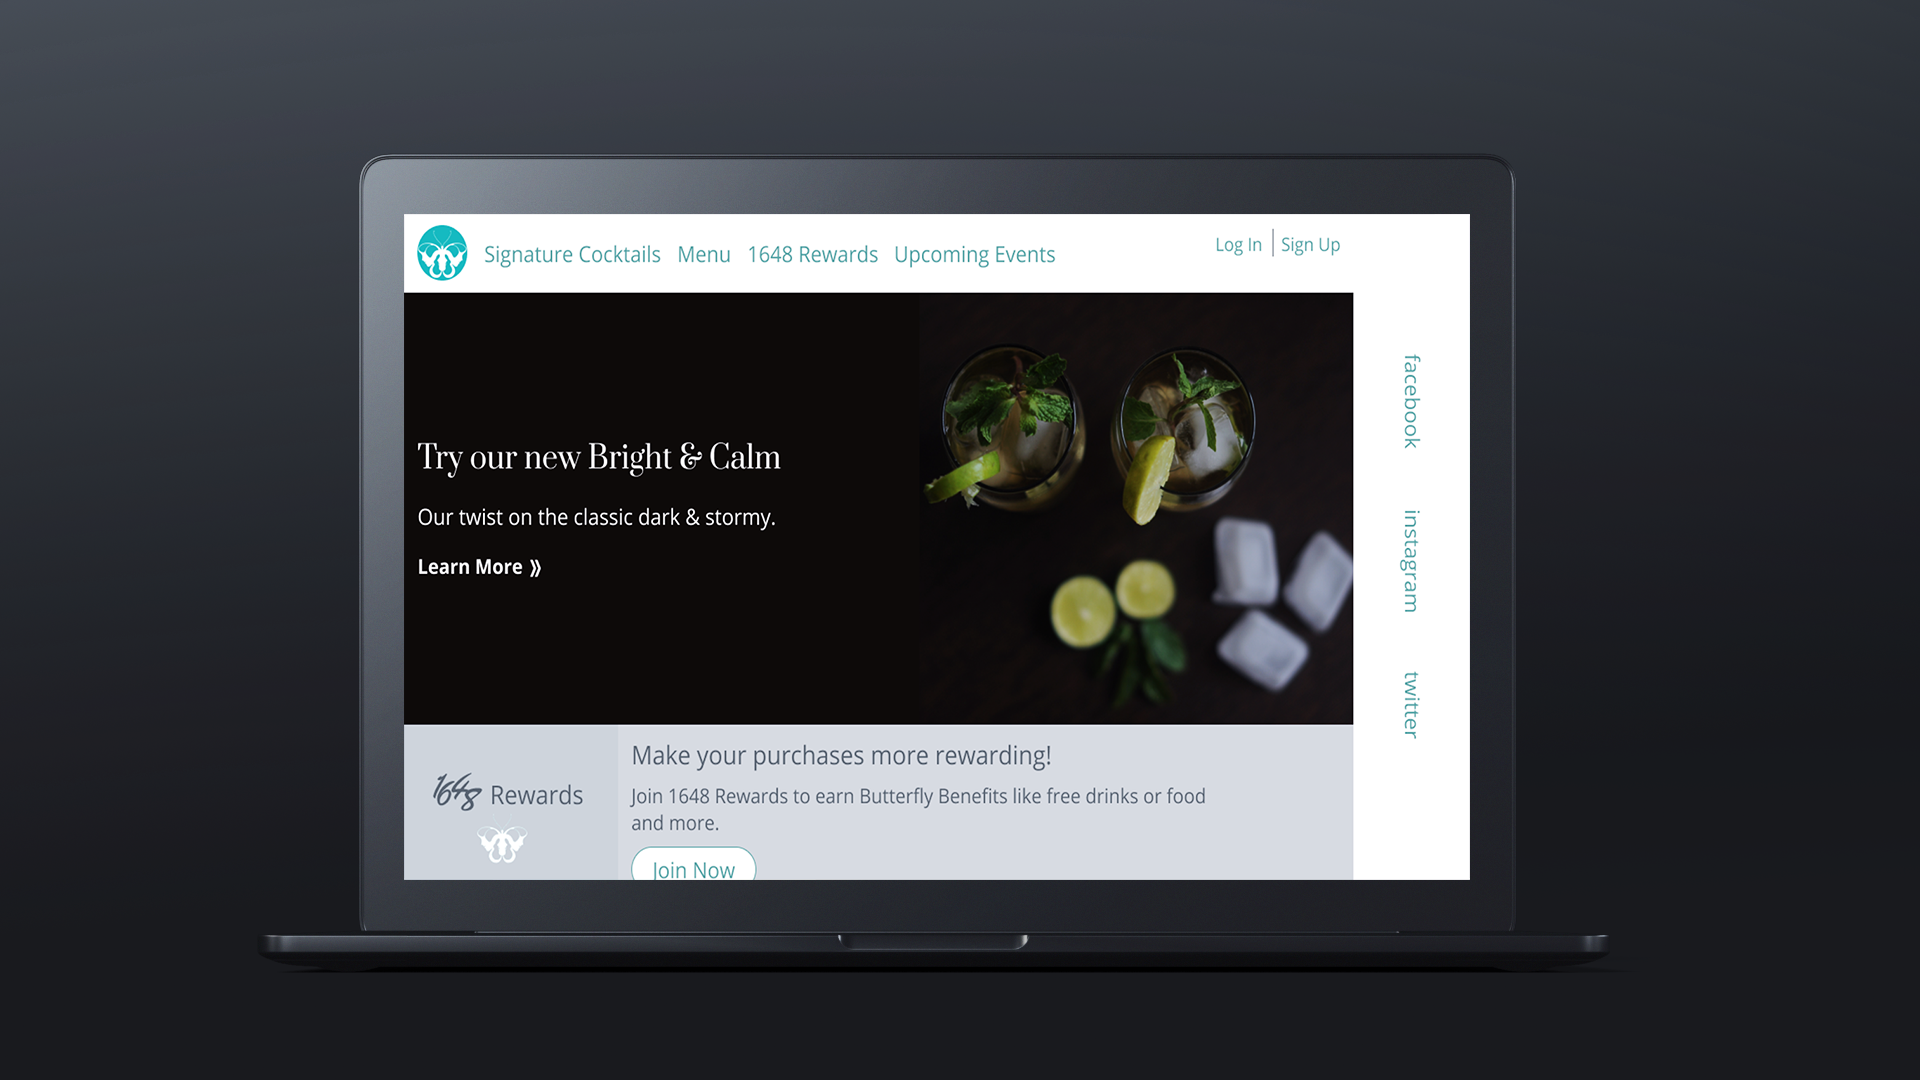 Signature Cocktails Menu 1648 Rewards Upcoming Events
Log In | Sign Up
Try our new Bright & Calm
Our twist on the classic dark & stormy.
Learn More »
facebook
instagram
twitter
1648 Rewards
Make your purchases more rewarding!
Join 1648 Rewards to earn Butterfly Benefits like free drinks or food
and more.
Join Now